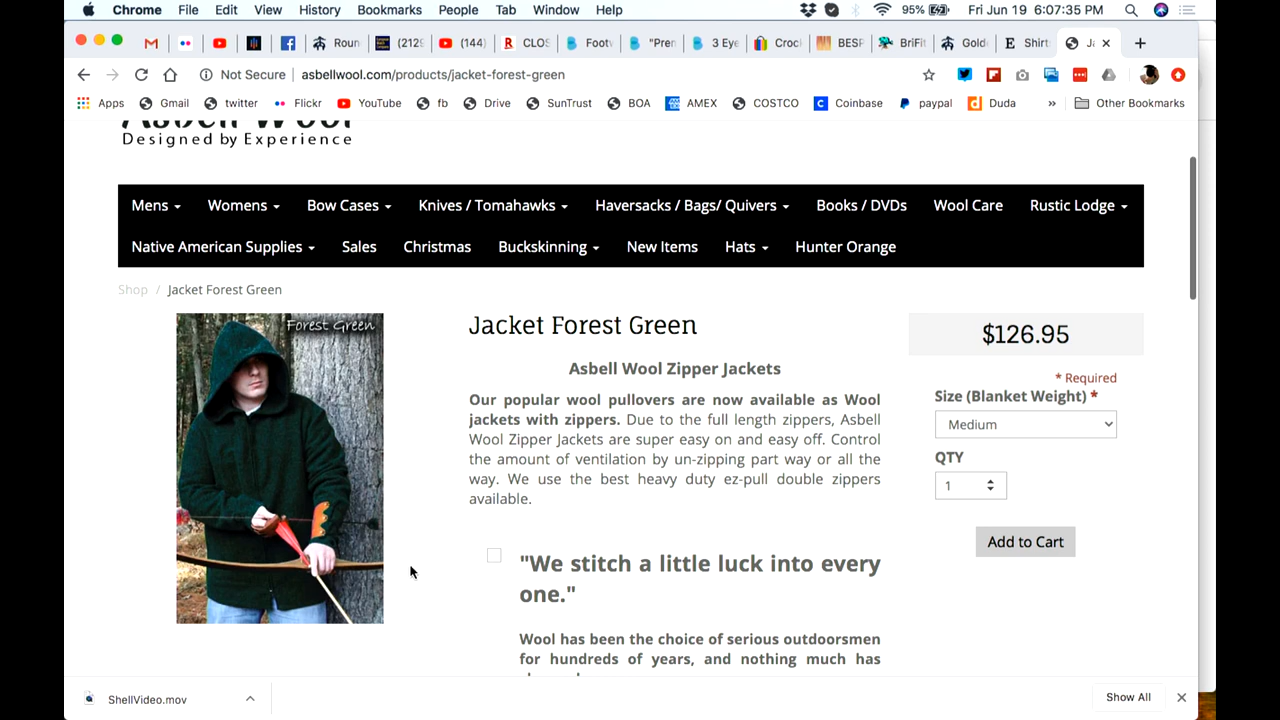 Chrome File Edit View History Bookmarks People Tab Window Help 95% Fri Jun 19 6:07:35 PM
(2129 (144) CLOS Footv "Pren 3 Eye Crocl BESP BriFit Gold Shirt
Not Secure asbellwool.com/products/jacket-forest-green
Apps Gmail twitter Flickr YouTube fb Drive SunTrust BOA AMEX COSTCO Coinbase paypal Duda » Other Bookmarks
Asbell Wool
Designed by Experience
Mens Womens Bow Cases Knives / Tomahawks Haversacks / Bags/ Quivers Books / DVDs Wool Care Rustic Lodge
Native American Supplies Sales Christmas Buckskinning New Items Hats Hunter Orange
Shop / Jacket Forest Green
Forest Green
Jacket Forest Green
Asbell Wool Zipper Jackets
Our popular wool pullovers are now available as Wool
jackets with zippers. Due to the full length zippers, Asbell
Wool Zipper Jackets are super easy on and easy off. Control
the amount of ventilation by un-zipping part way or all the
way. We use the best heavy duty ez-pull double zippers
available.
"We stitch a little luck into every
one."
Wool has been the choice of serious outdoorsmen
for hundreds of years, and nothing much has
$126.95
* Required
Size (Blanket Weight) *
Medium
QTY
1
Add to Cart
ShellVideo.mov
Show All